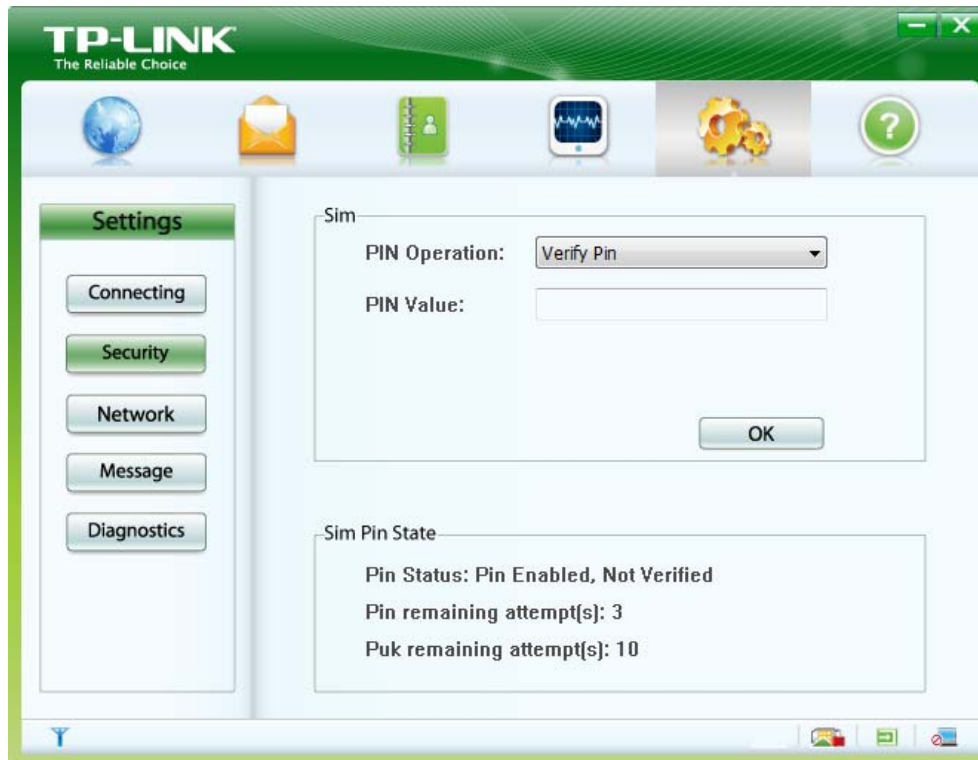 TP-LINK
The Reliable Choice
Settings
Connecting
Security
Network
Message
Diagnostics
Sim
PIN Operation: Verify Pin
PIN Value:
OK
Sim Pin State
Pin Status: Pin Enabled, Not Verified
Pin remaining attempt(s): 3
Puk remaining attempt(s): 10